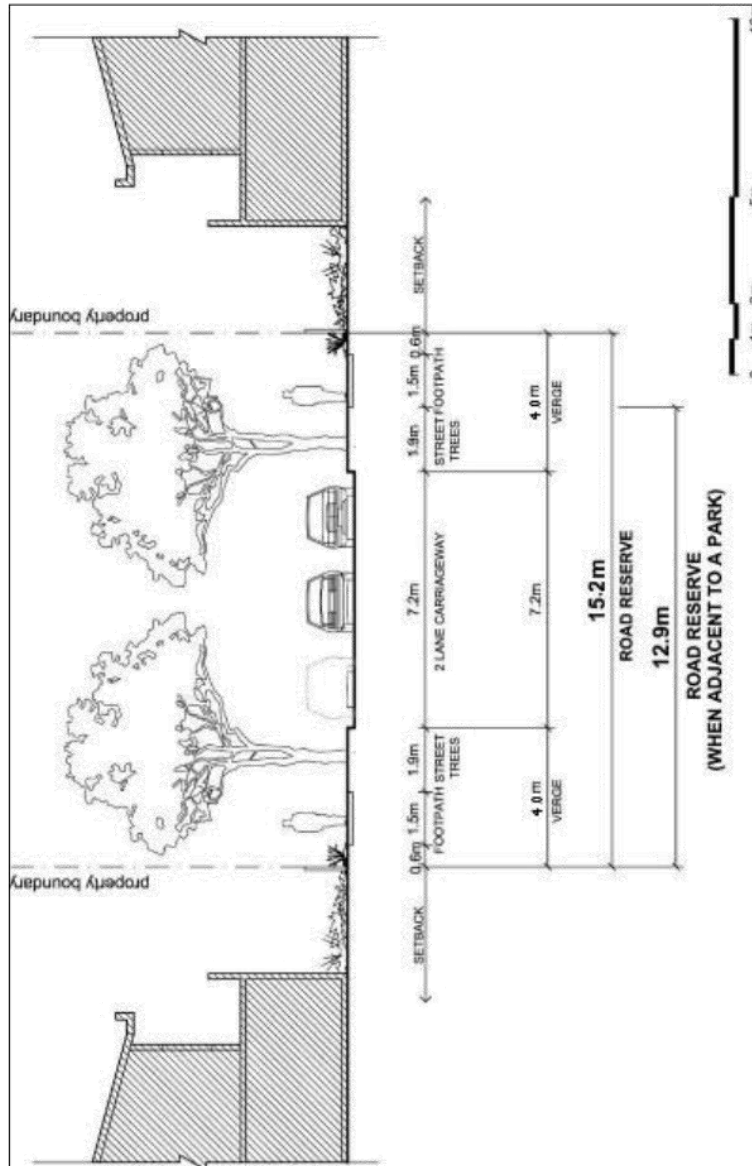 property boundary
property boundary
SETBACK
0.6m
1.5m
FOOTPATH
1.9m
STREET
TREES
7.2m
2 LANE CARRIAGEWAY
1.9m
STREET
TREES
1.5m
FOOTPATH
0.6m
SETBACK
4.0m
VERGE
7.2m
4.0m
VERGE
15.2m
ROAD RESERVE
12.9m
ROAD RESERVE
(WHEN ADJACENT TO A PARK)